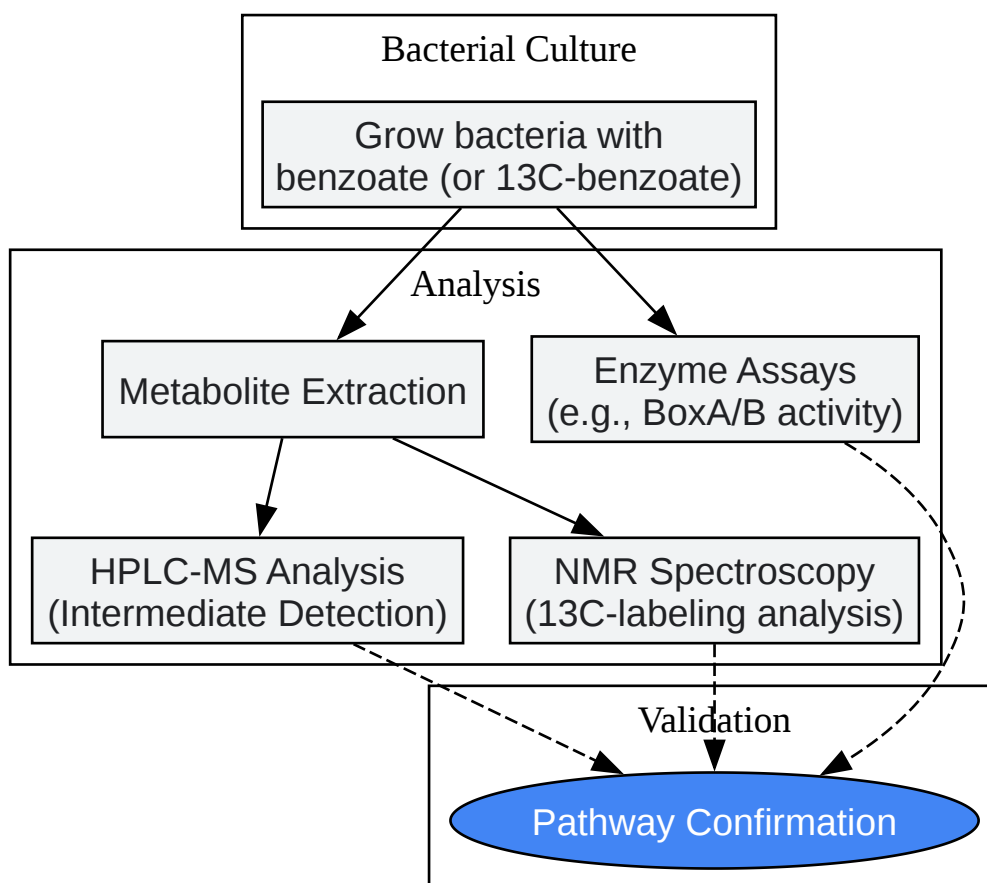 Bacterial Culture
Grow bacteria with
benzoate (or 13C-benzoate)
Analysis
Metabolite Extraction
Enzyme Assays
(e.g., BoxA/B activity)
HPLC-MS Analysis
(Intermediate Detection)
NMR Spectroscopy
(13C-labeling analysis)
Validation
Pathway Confirmation